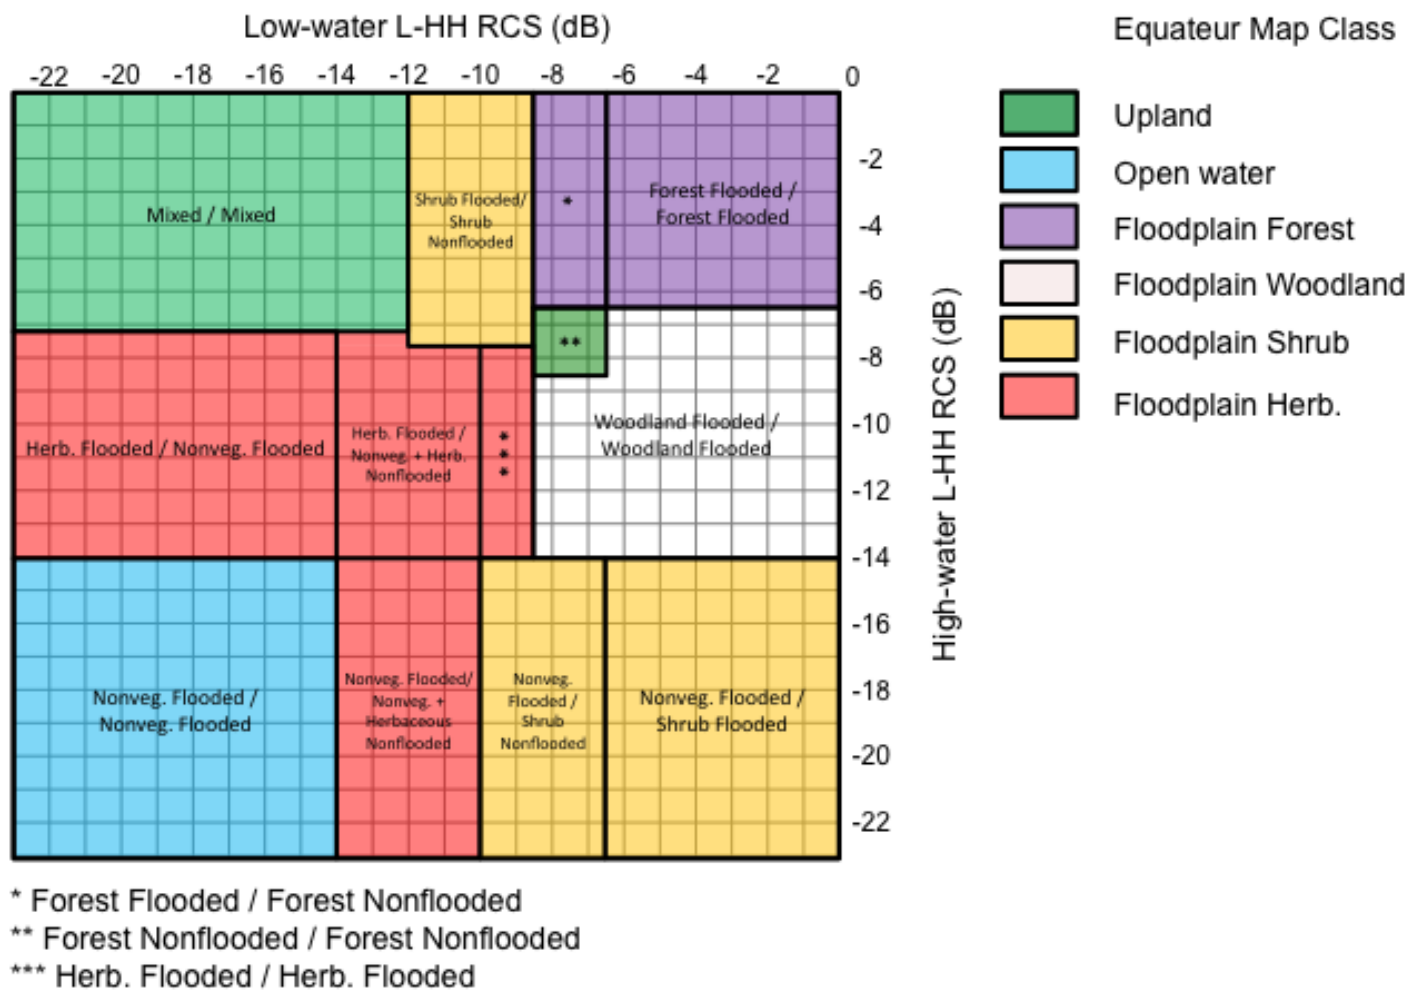 Low-water L-HH RCS (dB)
Equateur Map Class
-22 -20 -18 -16 -14 -12 -10 -8 -6 -4 -2 0
Upland
Open water
Floodplain Forest
Floodplain Woodland
Floodplain Shrub
Floodplain Herb.
-2
-4
-6
-8
-10
-12
-14
-16
-18
-20
-22
High-water L-HH RCS (dB)
Mixed / Mixed
Shrub Flooded/
Shrub
Nonflooded
*
Forest Flooded /
Forest Flooded
**
Herb. Flooded / Nonveg. Flooded
Herb. Flooded /
Nonveg. + Herb.
Nonflooded
*
*
*
Woodland Flooded /
Woodland Flooded
Nonveg. Flooded /
Nonveg. Flooded
Nonveg. Flooded/
Nonveg. +
Herbaceous
Nonflooded
Nonveg.
Flooded /
Shrub
Nonflooded
Nonveg. Flooded /
Shrub Flooded
* Forest Flooded / Forest Nonflooded
** Forest Nonflooded / Forest Nonflooded
*** Herb. Flooded / Herb. Flooded